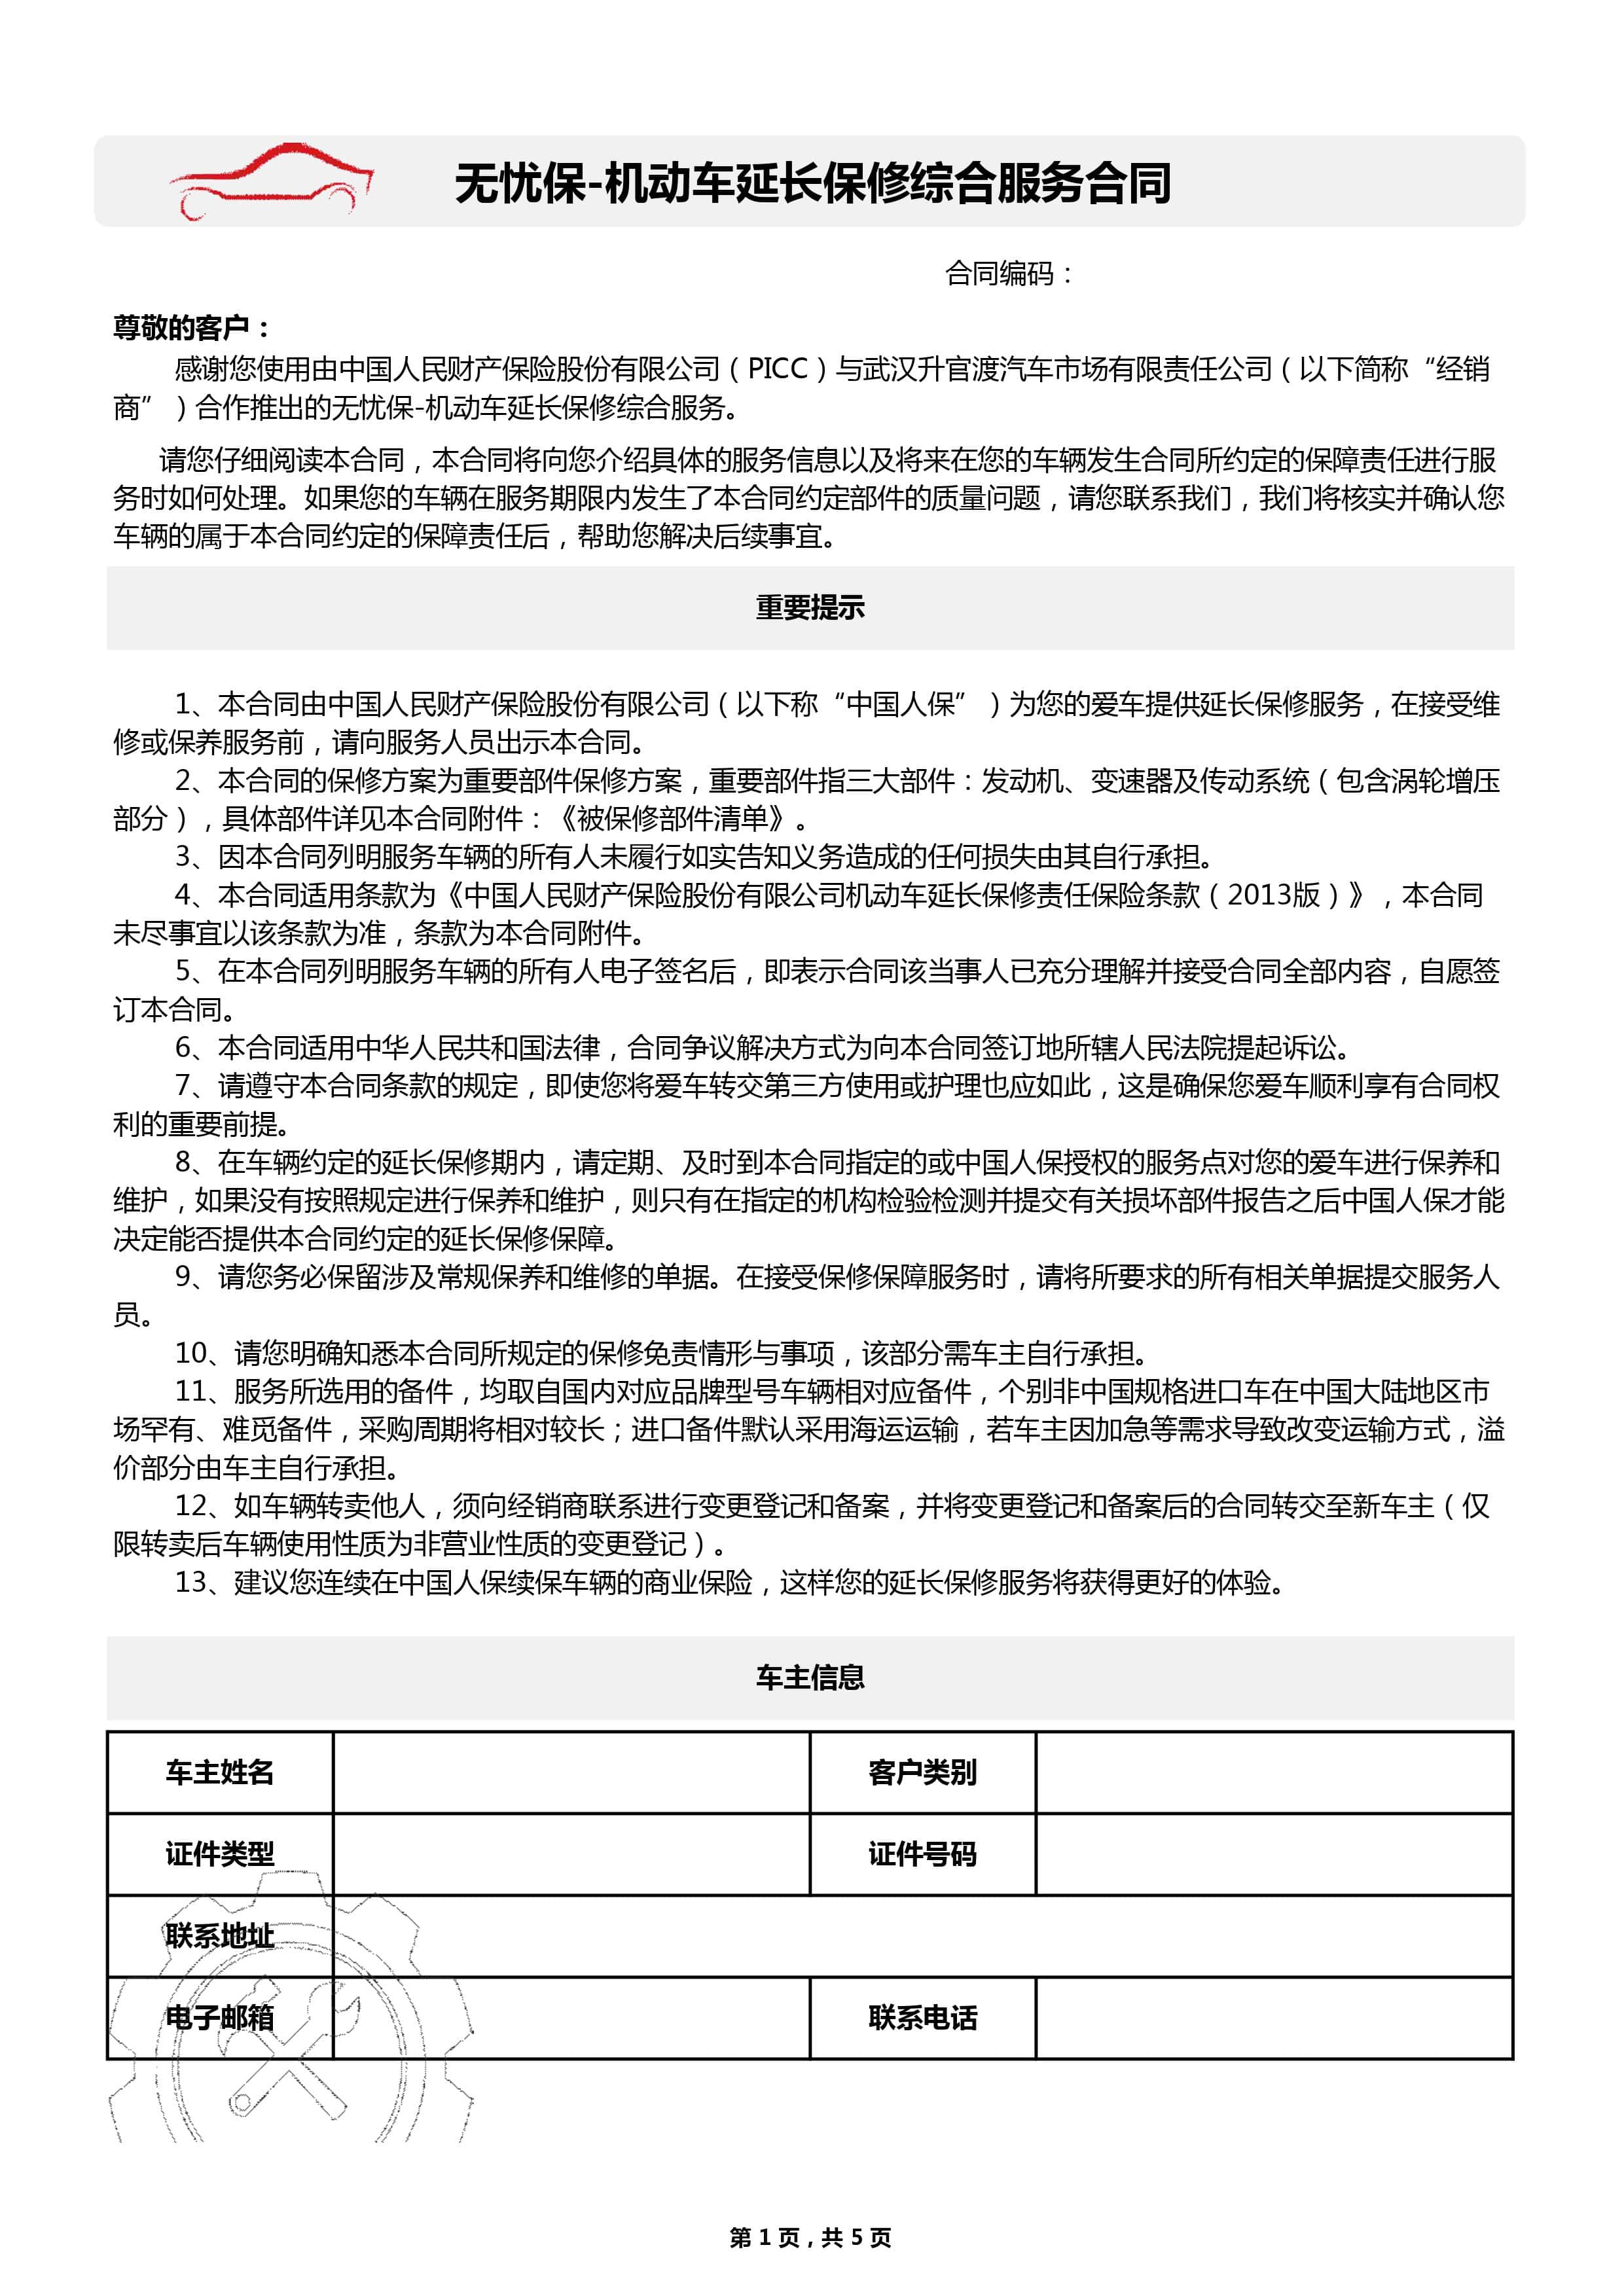 无忧保-机动车延长保修综合服务合同
合同编码：
尊敬的客户：
感谢您使用由中国人民财产保险股份有限公司（PICC）与武汉升官渡汽车市场有限责任公司（以下简称“经销
商”）合作推出的无忧保-机动车延长保修综合服务。
请您仔细阅读本合同，本合同将向您介绍具体的服务信息以及将来在您的车辆发生合同所约定的保障责任进行服
务时如何处理。如果您的车辆在服务期限内发生了本合同约定部件的质量问题，请您联系我们，我们将核实并确认您
车辆的属于本合同约定的保障责任后，帮助您解决后续事宜。
重要提示
1、本合同由中国人民财产保险股份有限公司（以下称“中国人保”）为您的爱车提供延长保修服务，在接受维
修或保养服务前，请向服务人员出示本合同。
2、本合同的保修方案为重要部件保修方案，重要部件指三大部件：发动机、变速器及传动系统（包含涡轮增压
部分），具体部件详见本合同附件：《被保修部件清单》。
3、因本合同列明服务车辆的所有人未履行如实告知义务造成的任何损失由其自行承担。
4、本合同适用条款为《中国人民财产保险股份有限公司机动车延长保修责任保险条款（2013版）》，本合同
未尽事宜以该条款为准，条款为本合同附件。
5、在本合同列明服务车辆的所有人电子签名后，即表示合同该当事人已充分理解并接受合同全部内容，自愿签
订本合同。
6、本合同适用中华人民共和国法律，合同争议解决方式为向本合同签订地所辖人民法院提起诉讼。
7、请遵守本合同条款的规定，即使您将爱车转交第三方使用或护理也应如此，这是确保您爱车顺利享有合同权
利的重要前提。
8、在车辆约定的延长保修期内，请定期、及时到本合同指定的或中国人保授权的服务点对您的爱车进行保养和
维护，如果没有按照规定进行保养和维护，则只有在指定的机构检验检测并提交有关损坏部件报告之后中国人保才能
决定能否提供本合同约定的延长保修保障。
9、请您务必保留涉及常规保养和维修的单据。在接受保修保障服务时，请将所要求的所有相关单据提交服务人
员。
10、请您明确知悉本合同所规定的保修免责情形与事项，该部分需车主自行承担。
11、服务所选用的备件，均取自国内对应品牌型号车辆相对应备件，个别非中国规格进口车在中国大陆地区市
场罕有、难觅备件，采购周期将相对较长；进口备件默认采用海运运输，若车主因加急等需求导致改变运输方式，溢
价部分由车主自行承担。
12、如车辆转卖他人，须向经销商联系进行变更登记和备案，并将变更登记和备案后的合同转交至新车主（仅
限转卖后车辆使用性质为非营业性质的变更登记）。
13、建议您连续在中国人保续保车辆的商业保险，这样您的延长保修服务将获得更好的体验。
车主信息
车主姓名 客户类别
证件类型 证件号码
联系地址
电子邮箱 联系电话
第 1 页，共 5 页